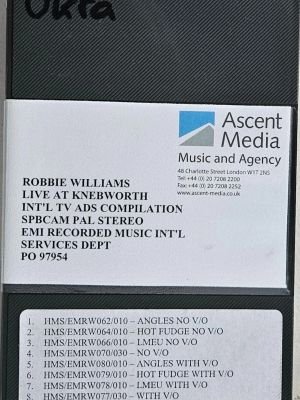 Okra
Ascent
Media
Music and Agency
48 Charlotte Street London W1T 2NS
Tel:+44 (0) 20 7208 2200
Fax:+44 (0) 20 7208 2252
www.ascent-media.co.uk
ROBBIE WILLIAMS
LIVE AT KNEBWORTH
INT'L TV ADS COMPILATION
SPBCAM PAL STEREO
EMI RECORDED MUSIC INT'L
SERVICES DEPT
PO 97954
1. HMS/EMRW062/010 – ANGLES NO V/O
2. HMS/EMRW064/010 – HOT FUDGE NO V/O
3. HMS/EMRW066/010 – LMEU NO V/O
4. HMS/EMRW070/030 – NO V/O
5. HMS/EMRW080/010 – ANGLES WITH V/O
6. HMS/EMRW079/010 – HOT FUDGE WITH V/O
7. HMS/EMRW078/010 – LMEU WITH V/O
8. HMS/EMRW077/030 – WITH V/O